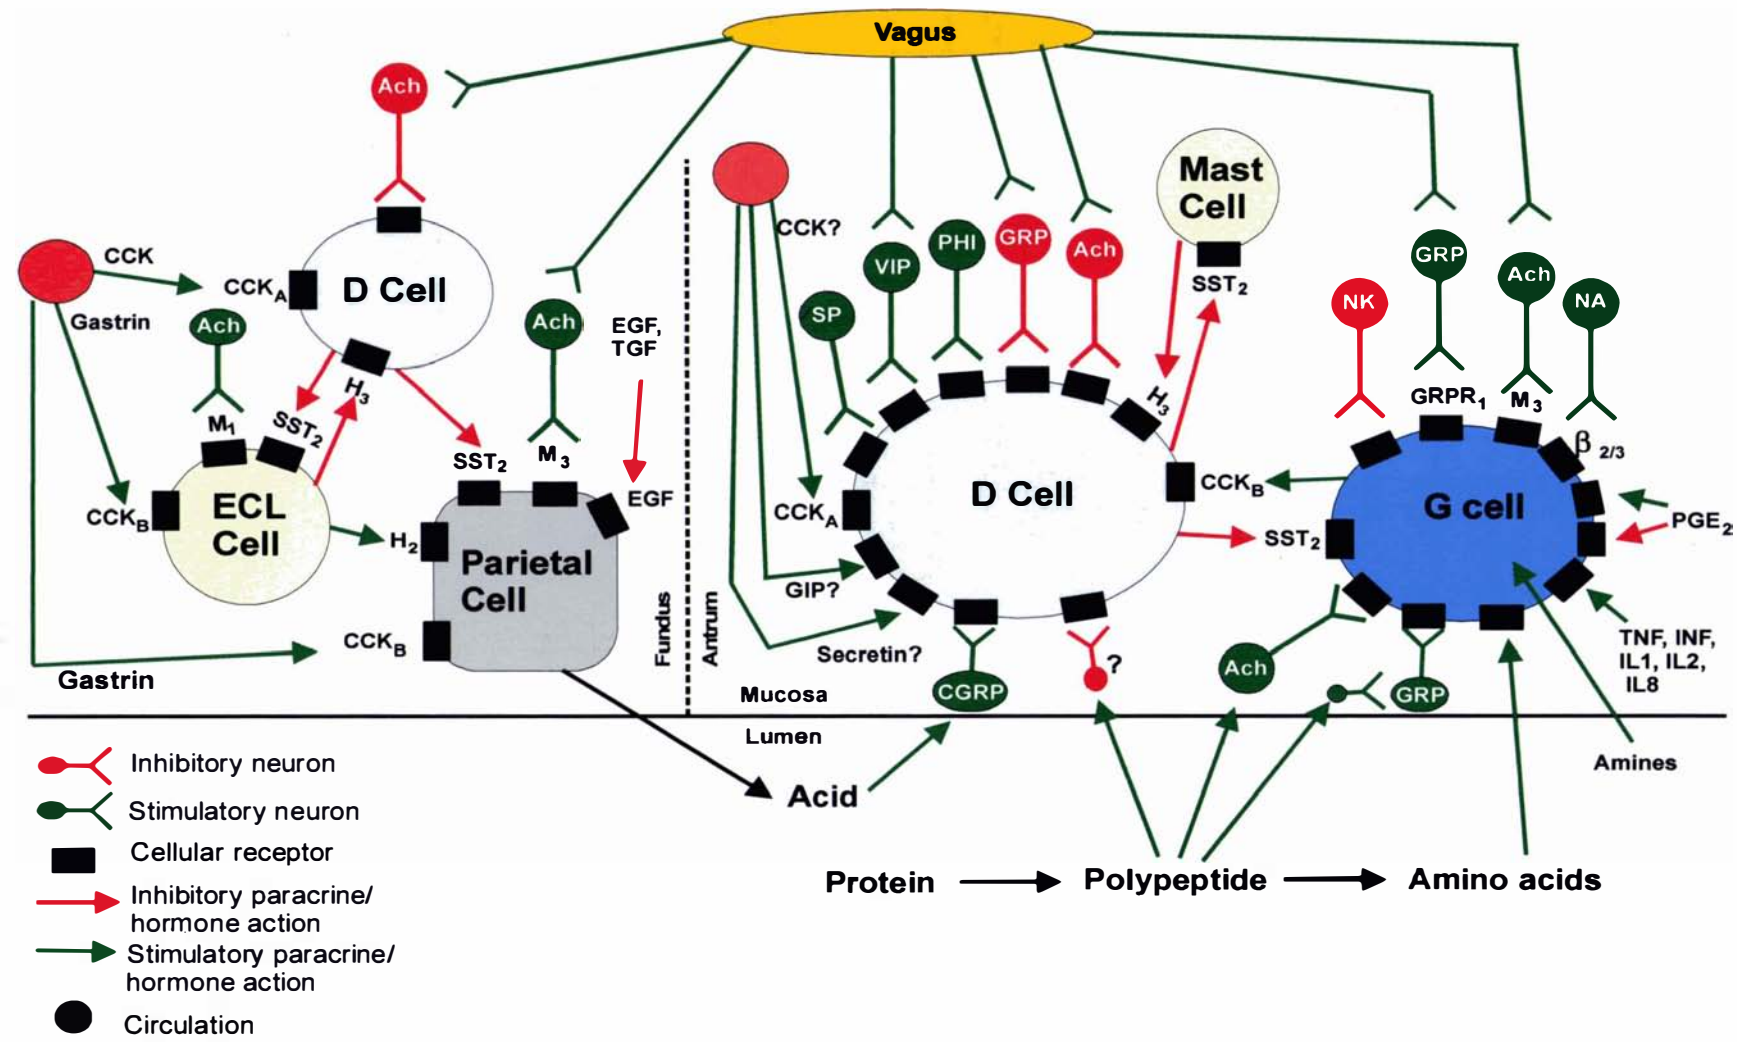 Vagus
Ach
CCK
Gastrin
CCKA
D Cell
Ach
H3
M1
SST2
CCKB
ECL
Cell
H2
SST2
Ach
M3
EGF,
TGF
EGF
Parietal
Cell
CCKB
Gastrin
Fundus
Antrum
Mucosa
Lumen
CCK?
SP
VIP
PHI
GRP
Ach
Mast
Cell
SST2
H3
CCKA
D Cell
CCKB
SST2
GIP?
Secretin?
CGRP
?
NK
GRP
Ach
NA
GRPR1
M3
β 2/3
G cell
PGE2
TNF, INF,
IL1, IL2,
IL8
Ach
GRP
Amines
Acid
Protein
Polypeptide
Amino acids
Inhibitory neuron
Stimulatory neuron
Cellular receptor
Inhibitory paracrine/
hormone action
Stimulatory paracrine/
hormone action
Circulation